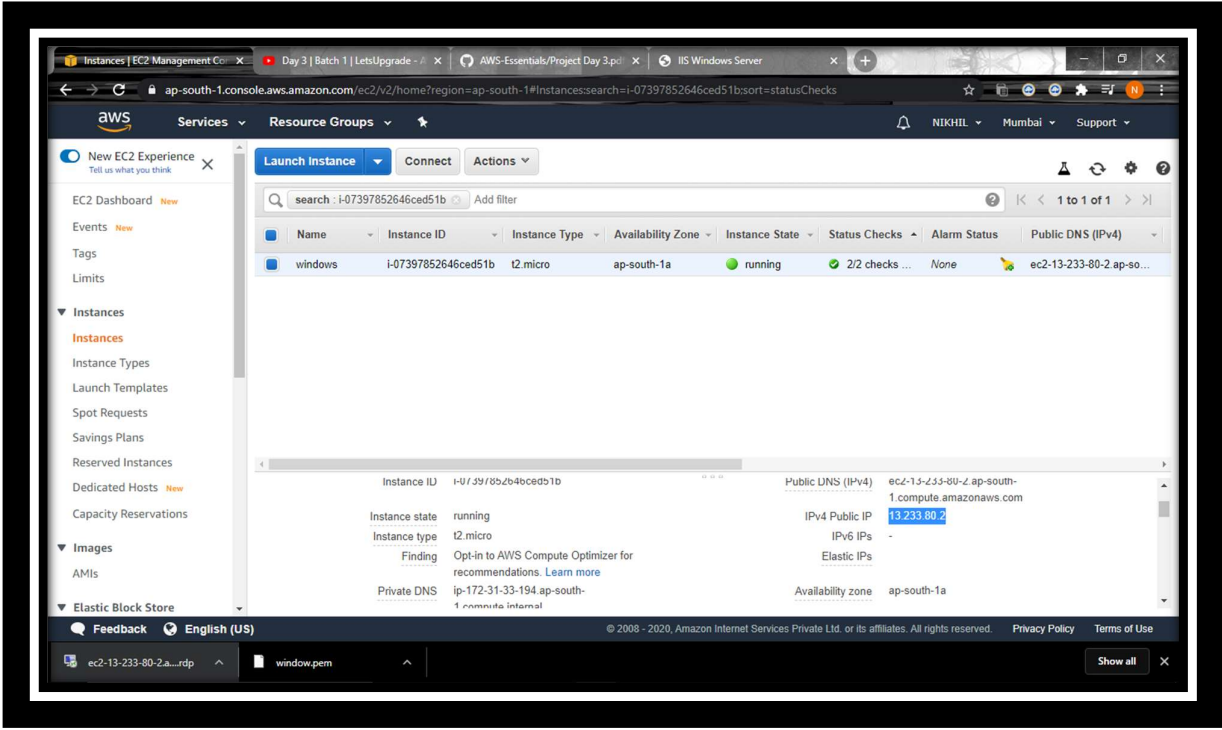 Instances | EC2 Management Co
Day 3 | Batch 1 | LetsUpgrade - A
AWS-Essentials/Project Day 3.pd
IIS Windows Server
ap-south-1.console.aws.amazon.com/ec2/v2/home?region=ap-south-1#Instances:search=i-07397852646ced51b;sort=statusChecks
N
aws
Services
Resource Groups
NIKHIL
Mumbai
Support
New EC2 Experience
Tell us what you think
EC2 Dashboard New
Events New
Tags
Limits
Instances
Instances
Instance Types
Launch Templates
Spot Requests
Savings Plans
Reserved Instances
Dedicated Hosts New
Capacity Reservations
Images
AMIs
Elastic Block Store
Launch Instance
Connect
Actions
search : i-07397852646ced51b Add filter
1 to 1 of 1
Name Instance ID Instance Type Availability Zone Instance State Status Checks Alarm Status Public DNS (IPv4)
windows i-07397852646ced51b t2.micro ap-south-1a running 2/2 checks ... None ec2-13-233-80-2.ap-so...
Instance ID i-07397852646ced51b
Instance state running
Instance type t2.micro
Finding Opt-in to AWS Compute Optimizer for
recommendations. Learn more
Private DNS ip-172-31-33-194.ap-south-
1.compute.internal
Public DNS (IPv4) ec2-13-233-80-2.ap-south-
1.compute.amazonaws.com
IPv4 Public IP 13.233.80.2
IPv6 IPs -
Elastic IPs
Availability zone ap-south-1a
Feedback English (US)
© 2008 - 2020, Amazon Internet Services Private Ltd. or its affiliates. All rights reserved. Privacy Policy Terms of Use
ec2-13-233-80-2.a....rdp
window.pem
Show all